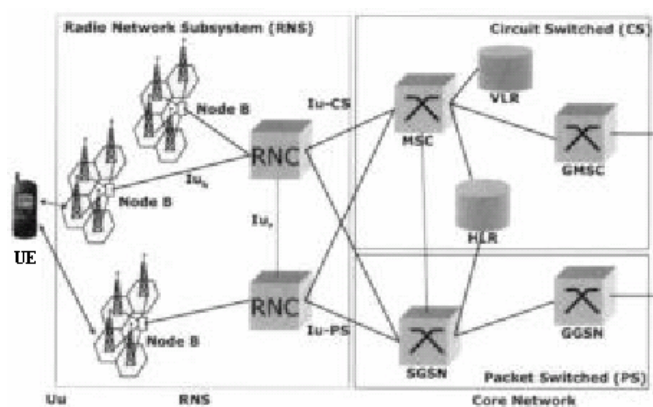 Radio Network Subsystem (RNS)
Circuit Switched (CS)
Node B
Iu-CS
VLR
RNC
MSC
GMSC
Iub
Node B
Iur
HLR
UE
RNC
Node B
Iu-PS
GGSN
SGSN
Packet Switched (PS)
Uu
RNS
Core Network